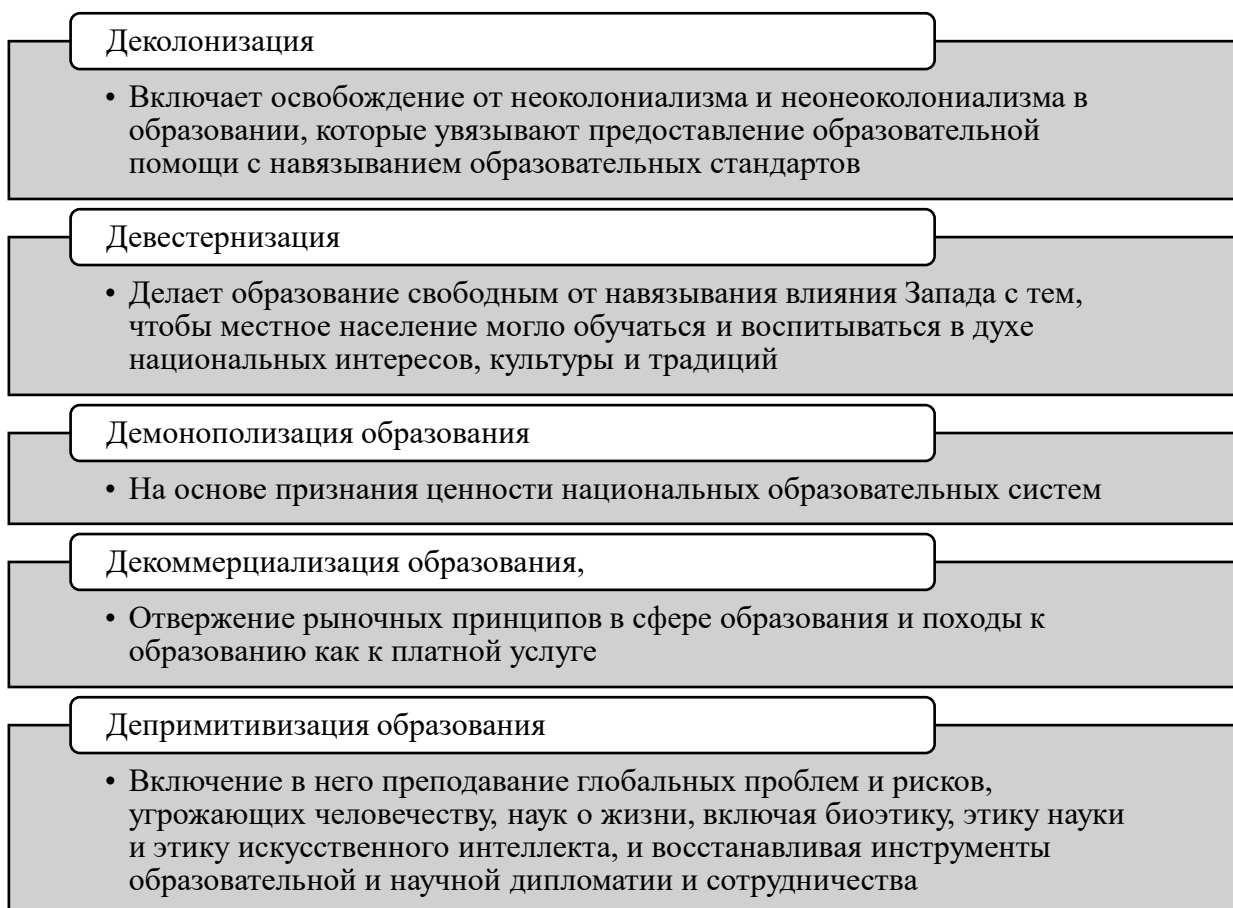 Деколонизация
• Включает освобождение от неоколониализма и неонеоколониализма в
образовании, которые увязывают предоставление образовательной
помощи с навязыванием образовательных стандартов
Девестернизация
• Делает образование свободным от навязывания влияния Запада с тем,
чтобы местное население могло обучаться и воспитываться в духе
национальных интересов, культуры и традиций
Демонополизация образования
• На основе признания ценности национальных образовательных систем
Декоммерциализация образования,
• Отвержение рыночных принципов в сфере образования и походы к
образованию как к платной услуге
Депримитивизация образования
• Включение в него преподавание глобальных проблем и рисков,
угрожающих человечеству, наук о жизни, включая биоэтику, этику науки
и этику искусственного интеллекта, и восстанавливая инструменты
образовательной и научной дипломатии и сотрудничества